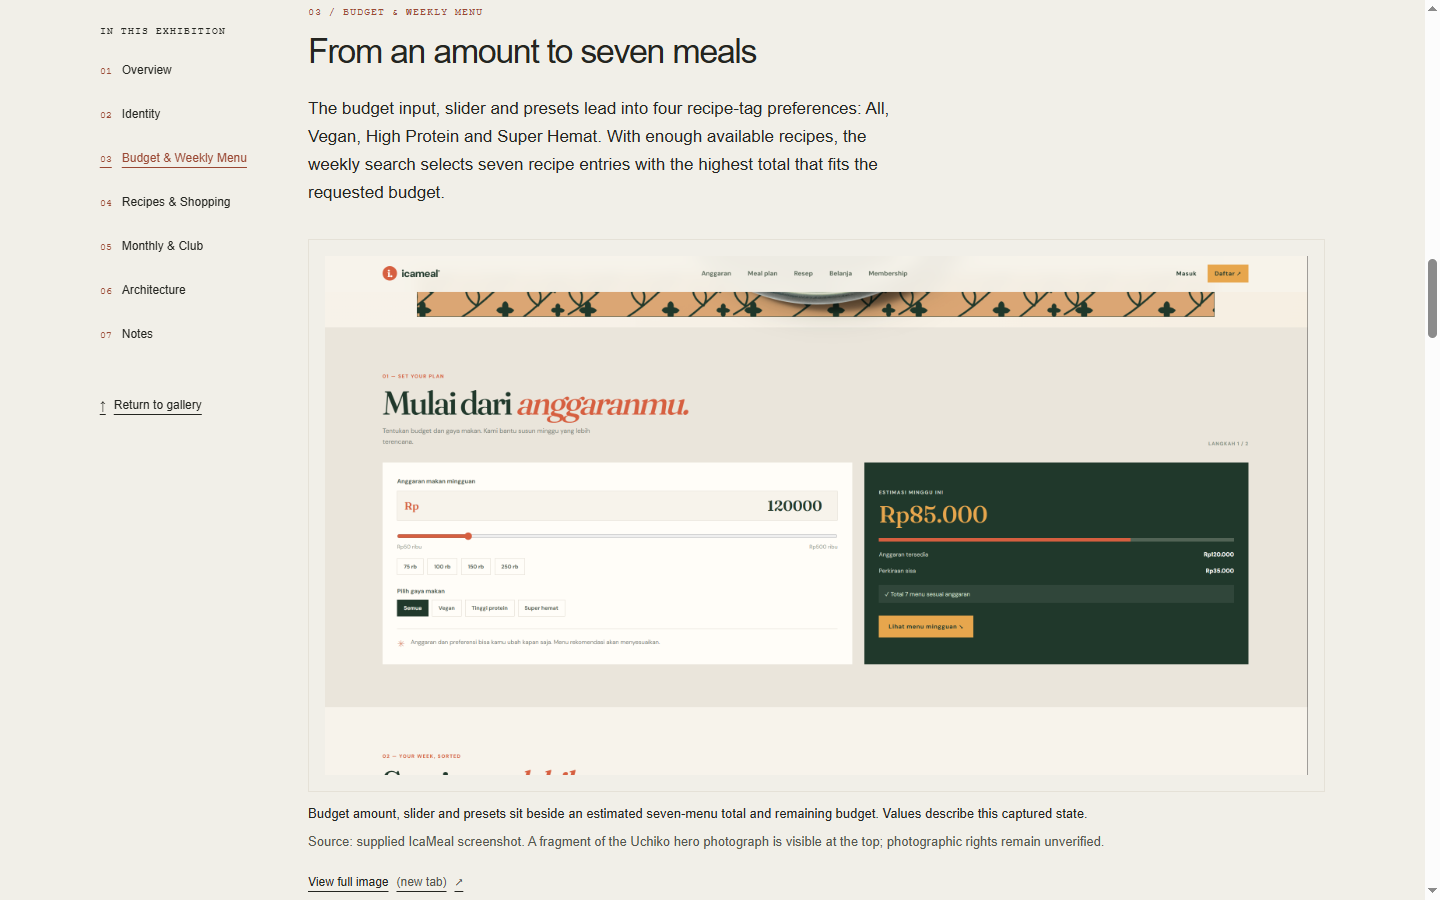 03 / BUDGET & WEEKLY MENU
IN THIS EXHIBITION
01 Overview
02 Identity
03 Budget & Weekly Menu
04 Recipes & Shopping
05 Monthly & Club
06 Architecture
07 Notes
↑ Return to gallery
From an amount to seven meals
The budget input, slider and presets lead into four recipe-tag preferences: All,
Vegan, High Protein and Super Hemat. With enough available recipes, the
weekly search selects seven recipe entries with the highest total that fits the
requested budget.
icameal
Anggaran Meal plan Resep Belanja Membership
Masuk Daftar ↗
01 — SET YOUR PLAN
Mulai dari anggaranmu.
Tentukan budget dan gaya makan. Kami bantu susun minggu yang lebih
terencana.
LANGKAH 1 / 3
Anggaran makan mingguan
Rp 120000
Rp50 ribu Rp500 ribu
75 rb 100 rb 150 rb 250 rb
Pilih gaya makan
Semua Vegan Tinggi protein Super hemat
Anggaran dan preferensi bisa kamu ubah kapan saja. Menu rekomendasi akan menyesuaikan.
ESTIMASI MINGGU INI
Rp85.000
Anggaran tersedia Rp120.000
Perkiraan sisa Rp35.000
✓ Total 7 menu sesuai anggaran
Lihat menu mingguan ↘
03 — YOUR WEEK, SORTED
Budget amount, slider and presets sit beside an estimated seven-menu total and remaining budget. Values describe this captured state.
Source: supplied IcaMeal screenshot. A fragment of the Uchiko hero photograph is visible at the top; photographic rights remain unverified.
View full image (new tab) ↗